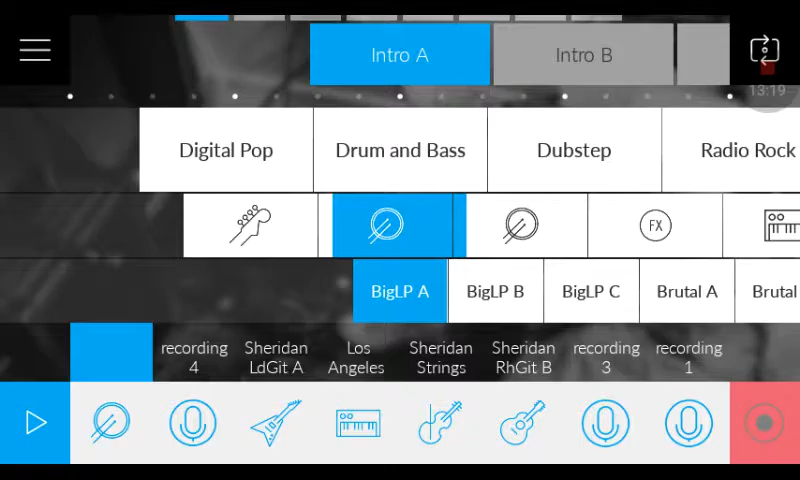 Intro A
Intro B
13:19
Digital Pop
Drum and Bass
Dubstep
Radio Rock
FX
BigLP A
BigLP B
BigLP C
Brutal A
Brutal
recording
4
Sheridan
LdGit A
Los
Angeles
Sheridan
Strings
Sheridan
RhGit B
recording
3
recording
1